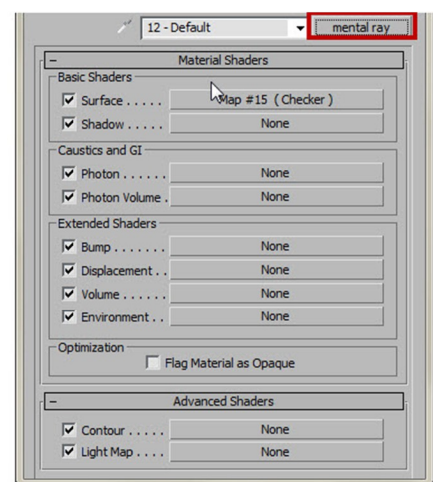 12 - Default mental ray
- Material Shaders
Basic Shaders
Surface . . . . . Map #15 ( Checker )
Shadow . . . . . None
Caustics and GI
Photon . . . . . . None
Photon Volume . None
Extended Shaders
Bump . . . . . . . None
Displacement . . None
Volume . . . . . . None
Environment . . None
Optimization
Flag Material as Opaque
- Advanced Shaders
Contour . . . . . None
Light Map . . . . None